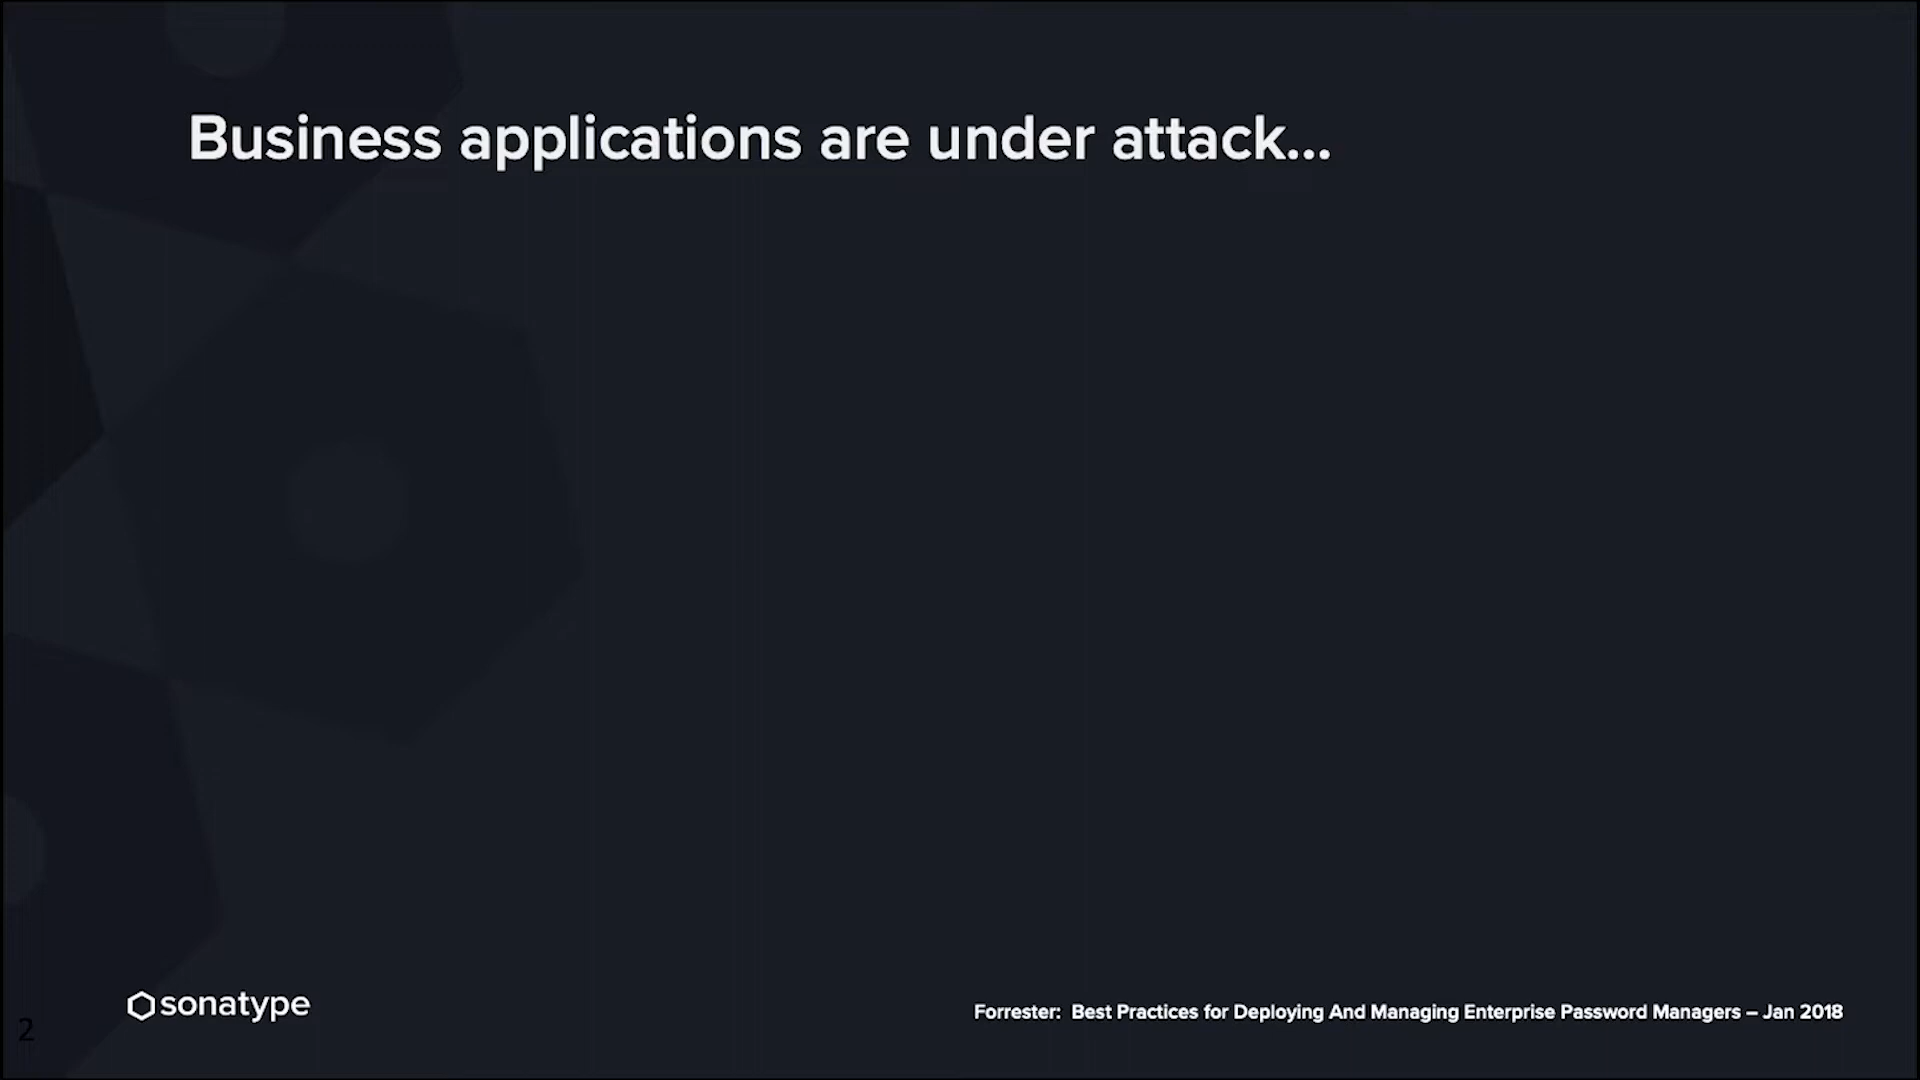 Business applications are under attack...
sonatype
Forrester:  Best Practices for Deploying And Managing Enterprise Password Managers – Jan 2018
2